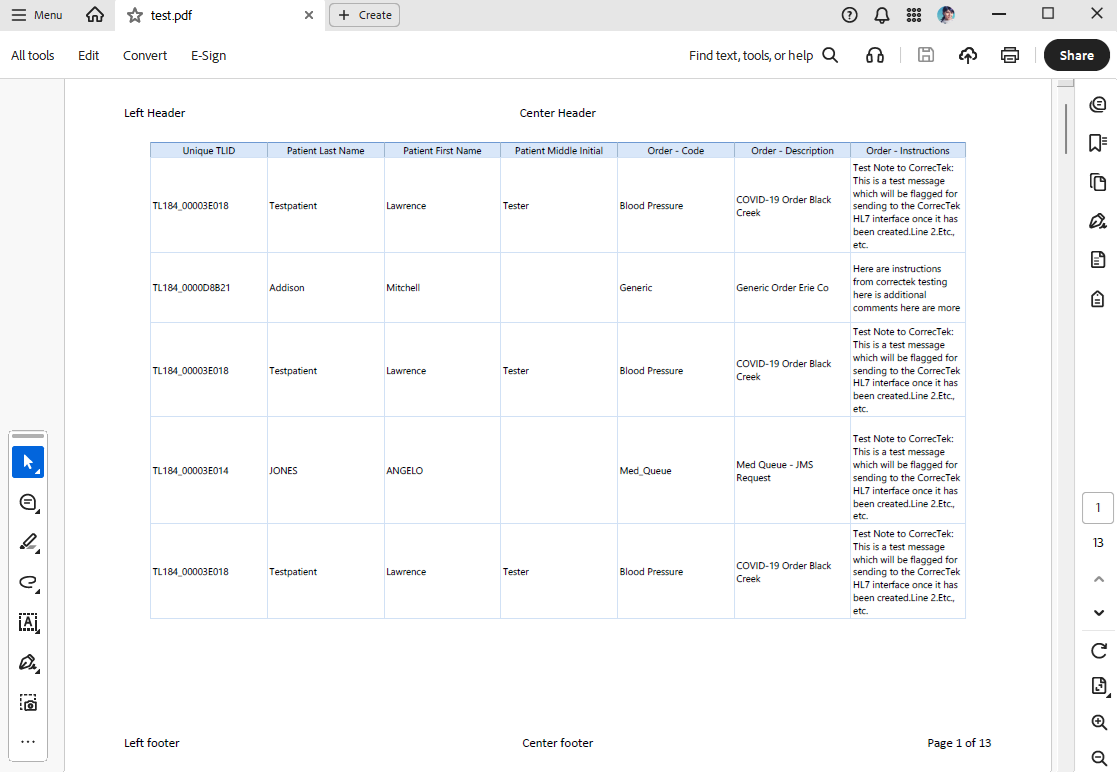 Menu
test.pdf
Create
All tools
Edit
Convert
E-Sign
Find text, tools, or help
Share
Left Header
Center Header
Unique TLID
Patient Last Name
Patient First Name
Patient Middle Initial
Order - Code
Order - Description
Order - Instructions
TL184_00003E018
Testpatient
Lawrence
Tester
Blood Pressure
COVID-19 Order Black
Creek
Test Note to CorrecTek:
This is a test message
which will be flagged for
sending to the CorrecTek
HL7 interface once it has
been created.Line 2.Etc.,
etc.
TL184_0000D8B21
Addison
Mitchell
Generic
Generic Order Erie Co
Here are instructions
from correctek testing
here is additional
comments here are more
TL184_00003E018
Testpatient
Lawrence
Tester
Blood Pressure
COVID-19 Order Black
Creek
Test Note to CorrecTek:
This is a test message
which will be flagged for
sending to the CorrecTek
HL7 interface once it has
been created.Line 2.Etc.,
etc.
TL184_00003E014
JONES
ANGELO
Med_Queue
Med Queue - JMS
Request
Test Note to CorrecTek:
This is a test message
which will be flagged for
sending to the CorrecTek
HL7 interface once it has
been created.Line 2.Etc.,
etc.
TL184_00003E018
Testpatient
Lawrence
Tester
Blood Pressure
COVID-19 Order Black
Creek
Test Note to CorrecTek:
This is a test message
which will be flagged for
sending to the CorrecTek
HL7 interface once it has
been created.Line 2.Etc.,
etc.
1
13
Left footer
Center footer
Page 1 of 13